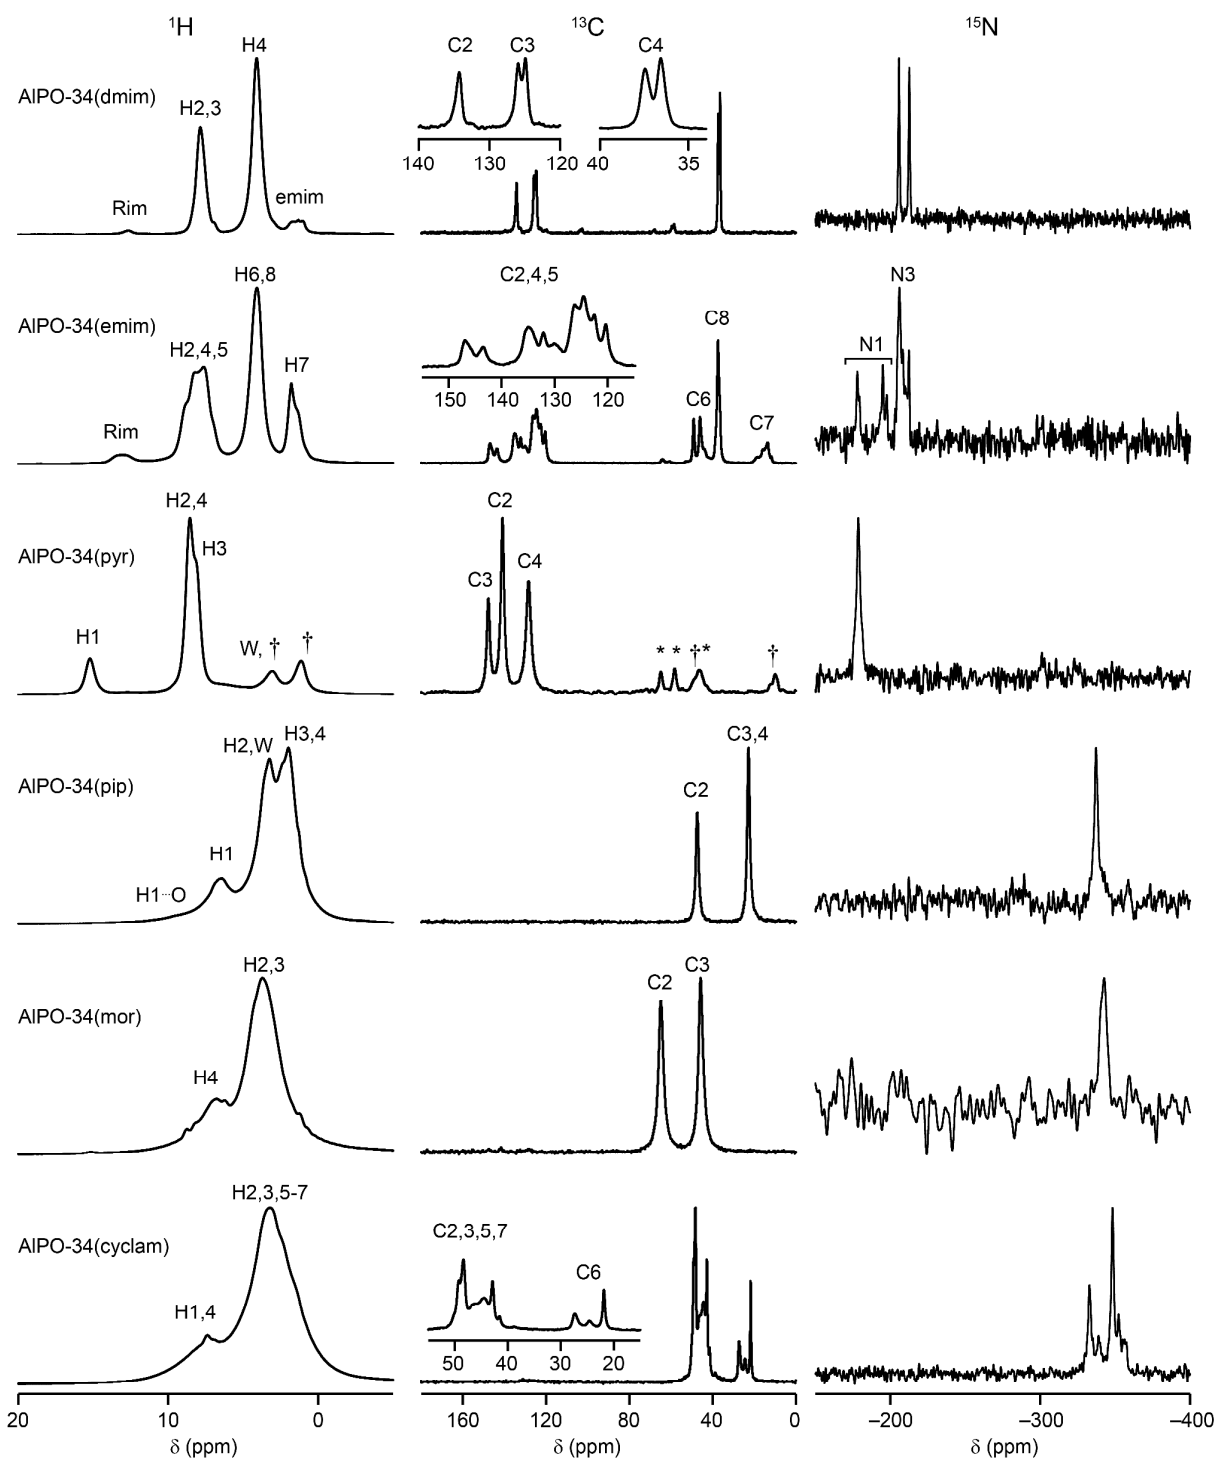 ¹H ¹³C ¹⁵N
AlPO-34(dmim)
Rim H2,3 H4 emim
C2 C3 C4
140 130 120 40 35
AlPO-34(emim)
Rim H2,4,5 H6,8 H7
C2,4,5 C6 C8 C7
150 140 130 120
N1 N3
AlPO-34(pyr)
H1 H2,4 H3 W, † †
C3 C2 C4 * * †* †
AlPO-34(pip)
H1···O H1 H2,W H3,4
C2 C3,4
AlPO-34(mor)
H4 H2,3
C2 C3
AlPO-34(cyclam)
H1,4 H2,3,5-7
C2,3,5,7 C6
50 40 30 20
20 10 0 160 120 80 40 0 –200 –300 –400
δ (ppm) δ (ppm) δ (ppm)